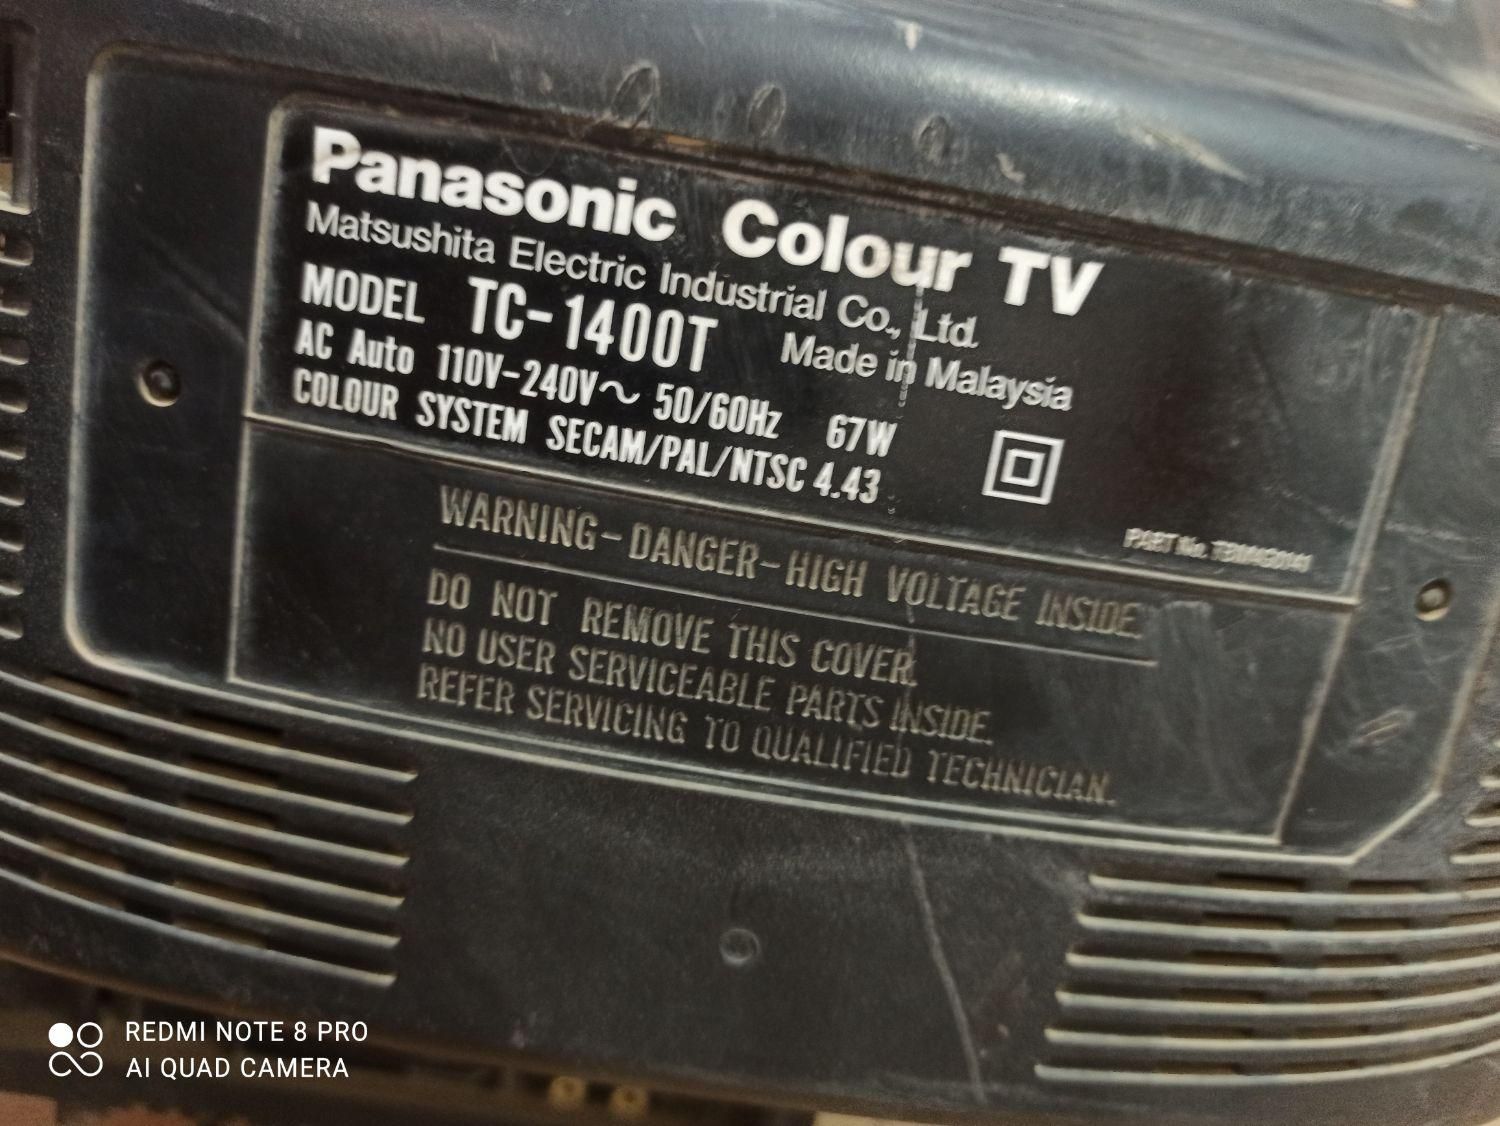 Panasonic Colour TV
Matsushita Electric Industrial Co., Ltd.
MODEL TC-1400T Made in Malaysia
AC Auto 110V-240V~ 50/60Hz 67W
COLOUR SYSTEM SECAM/PAL/NTSC 4.43
PART No.
WARNING-DANGER-HIGH VOLTAGE INSIDE.
DO NOT REMOVE THIS COVER.
NO USER SERVICEABLE PARTS INSIDE.
REFER SERVICING TO QUALIFIED TECHNICIAN.
REDMI NOTE 8 PRO
AI QUAD CAMERA